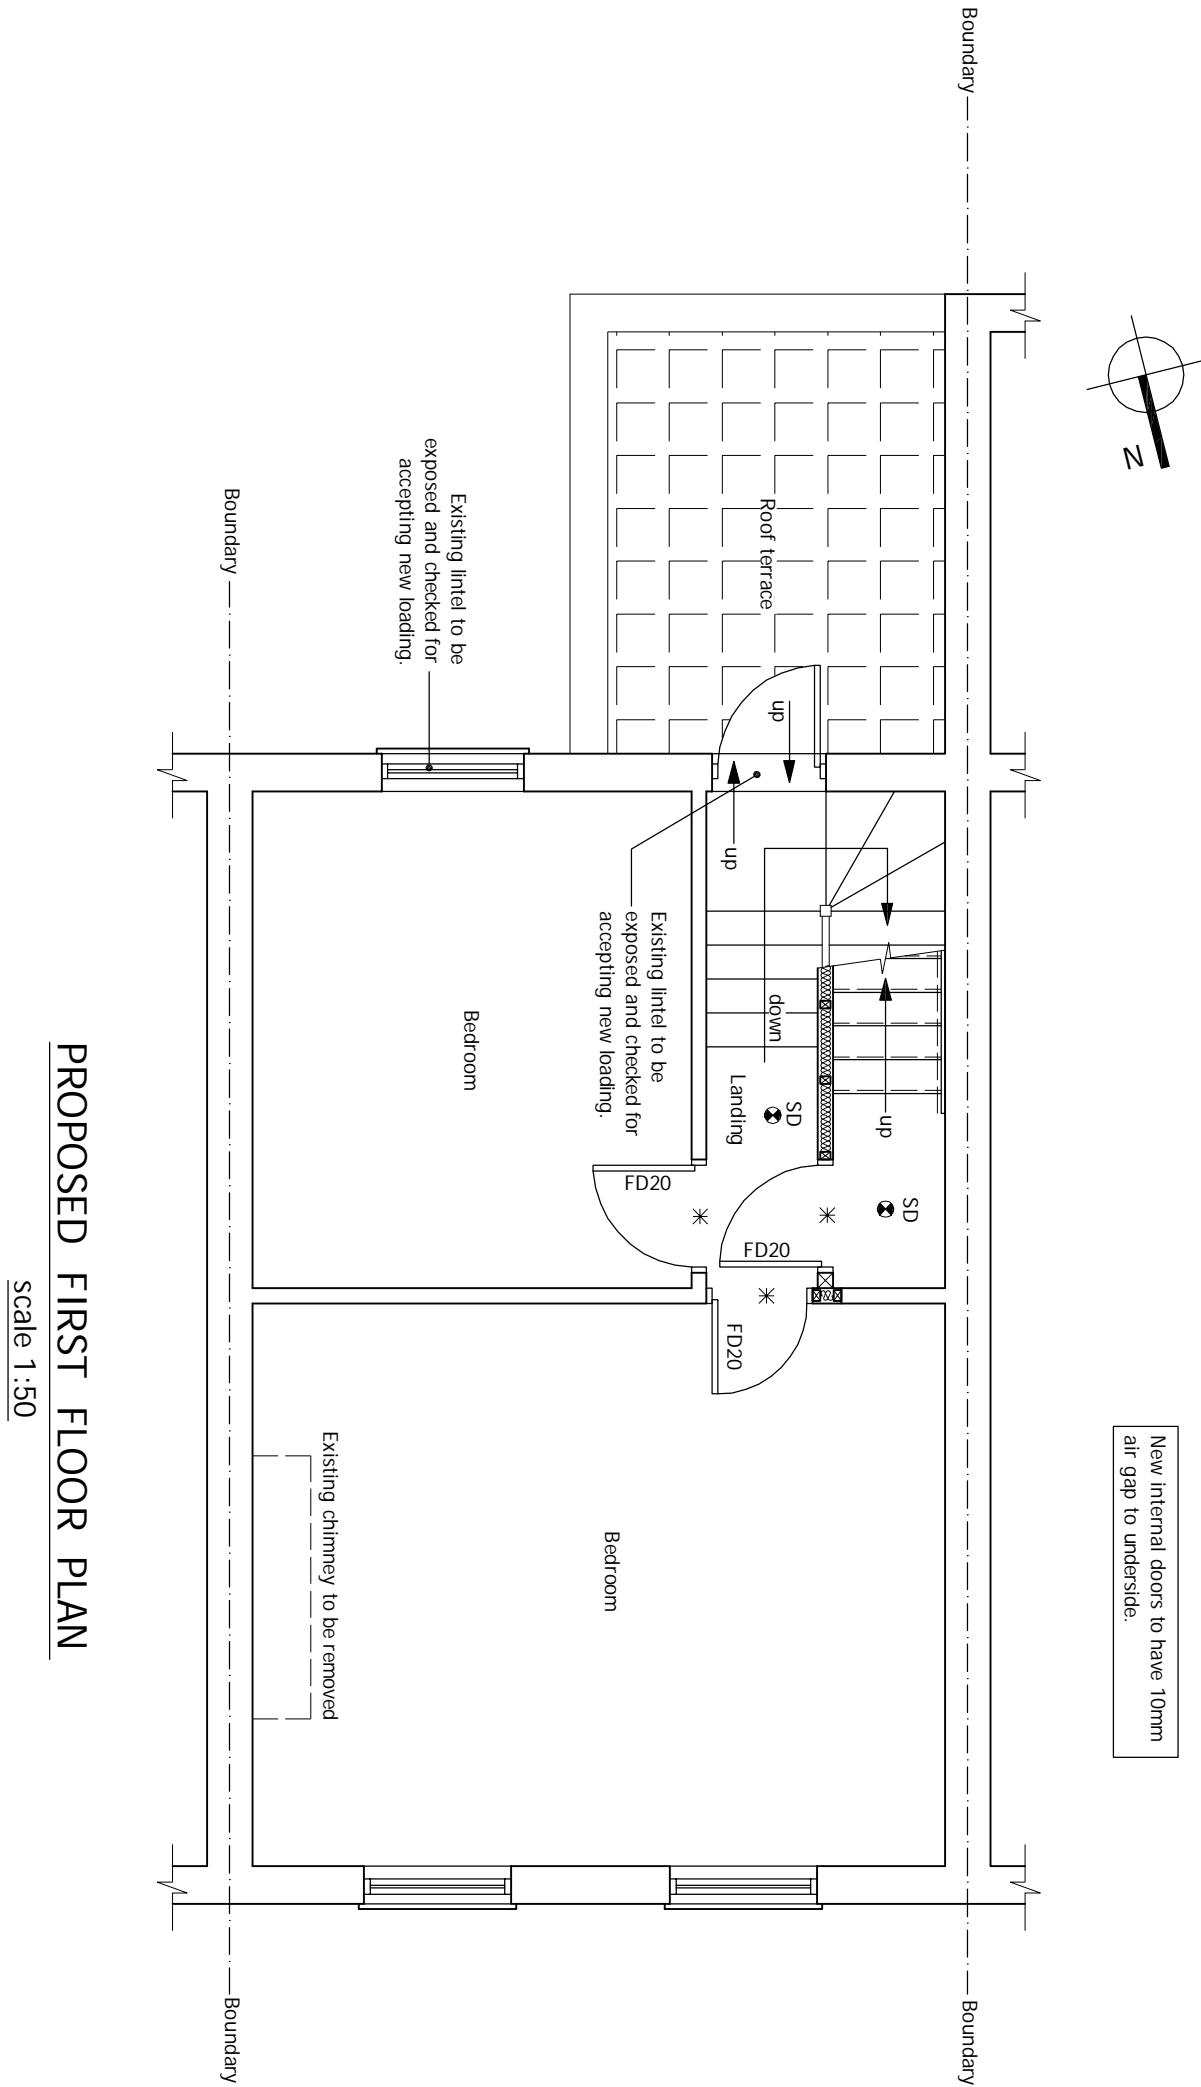 New internal doors to have 10mm
air gap to underside.
N
Boundary
Boundary
SD
up
SD
down
Landing
up
up
Roof terrace
FD20
FD20
FD20
Existing lintel to be
exposed and checked for
accepting new loading.
Bedroom
Bedroom
Existing lintel to be
exposed and checked for
accepting new loading.
Existing chimney to be removed
Boundary
Boundary
PROPOSED FIRST FLOOR PLAN
scale 1:50